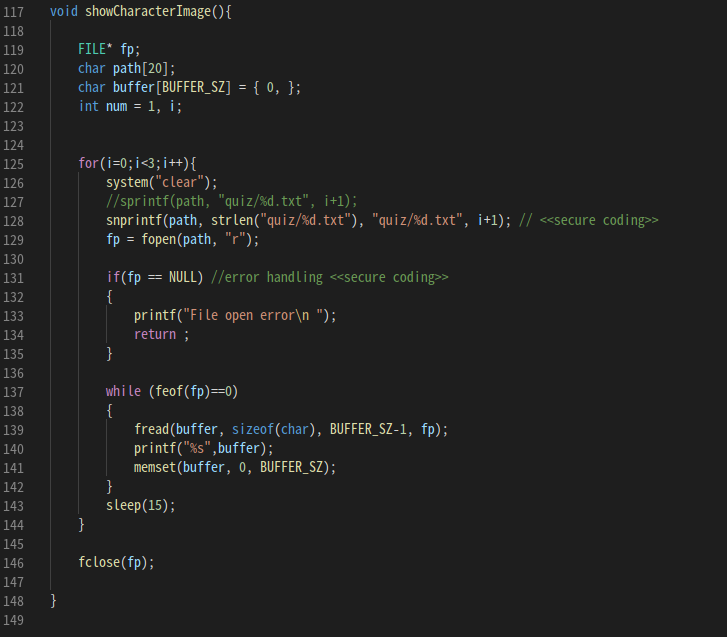 117 void showCharacterImage(){
118
119 FILE* fp;
120 char path[20];
121 char buffer[BUFFER_SZ] = { 0, };
122 int num = 1, i;
123
124
125 for(i=0;i<3;i++){
126 system("clear");
127 //sprintf(path, "quiz/%d.txt", i+1);
128 snprintf(path, strlen("quiz/%d.txt"), "quiz/%d.txt", i+1); // <<secure coding>>
129 fp = fopen(path, "r");
130
131 if(fp == NULL) //error handling <<secure coding>>
132 {
133 printf("File open error\n ");
134 return ;
135 }
136
137 while (feof(fp)==0)
138 {
139 fread(buffer, sizeof(char), BUFFER_SZ-1, fp);
140 printf("%s",buffer);
141 memset(buffer, 0, BUFFER_SZ);
142 }
143 sleep(15);
144 }
145
146 fclose(fp);
147
148 }
149